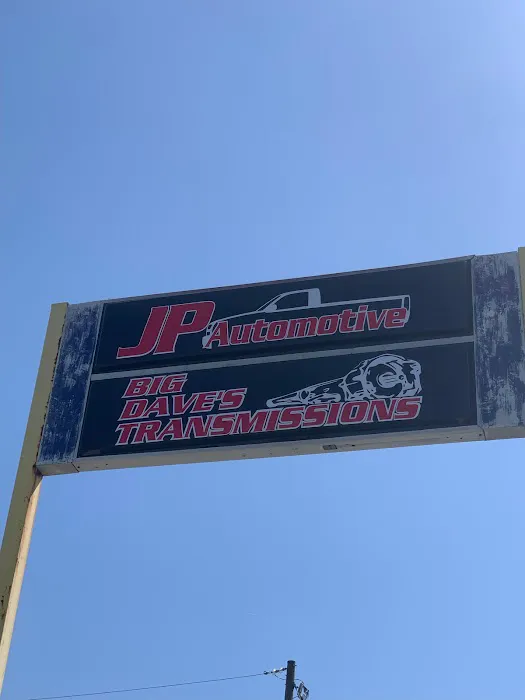 JP Automotive
BIG
DAVE'S
TRANSMISSIONS